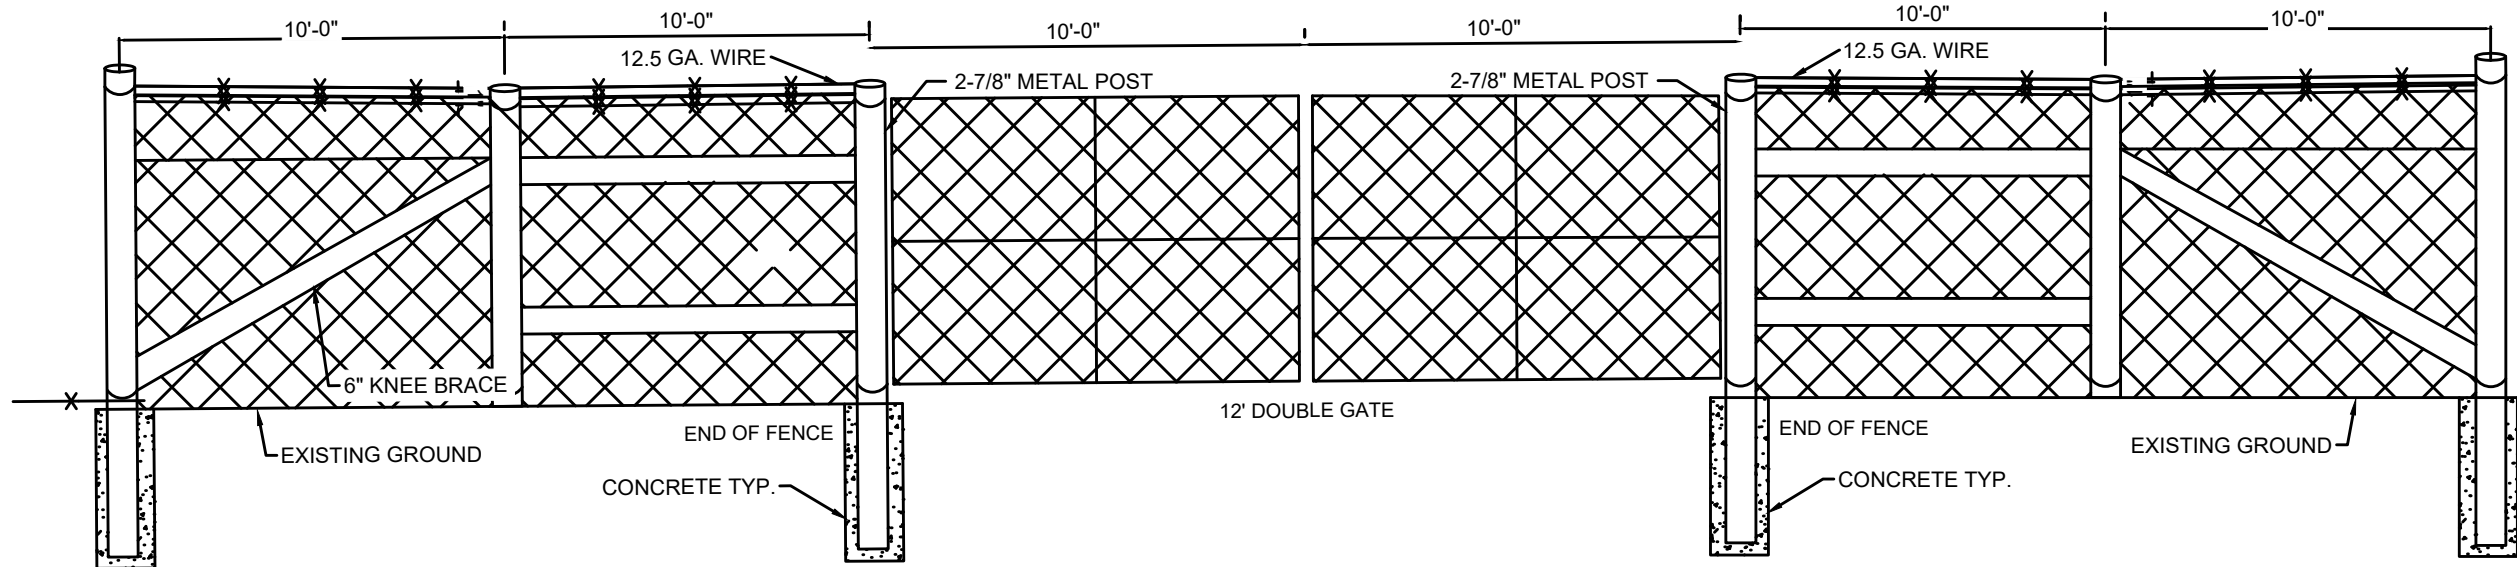 10'-0"
10'-0"
10'-0"
10'-0"
10'-0"
10'-0"
12.5 GA. WIRE
12.5 GA. WIRE
2-7/8" METAL POST
2-7/8" METAL POST
6" KNEE BRACE
12' DOUBLE GATE
END OF FENCE
END OF FENCE
EXISTING GROUND
EXISTING GROUND
CONCRETE TYP.
CONCRETE TYP.